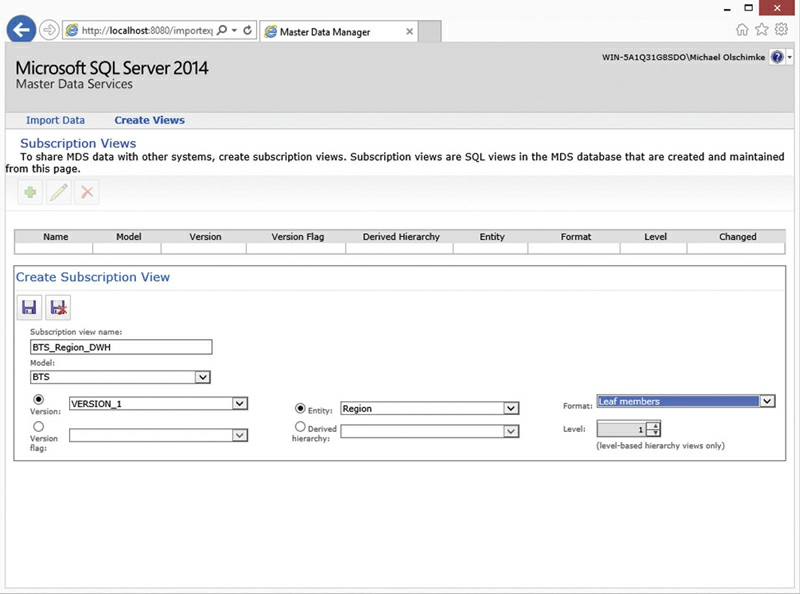 http://localhost:8080/importexp
Master Data Manager
WIN-5A1Q31G8SDO\Michael Olschimke
Microsoft SQL Server 2014
Master Data Services
Import Data Create Views
Subscription Views
To share MDS data with other systems, create subscription views. Subscription views are SQL views in the MDS database that are created and maintained
from this page.
Name Model Version Version Flag Derived Hierarchy Entity Format Level Changed
Create Subscription View
Subscription view name:
BTS_Region_DWH
Model:
BTS
Version: VERSION_1 Entity: Region Format: Leaf members
Version
flag:
Derived
hierarchy:
Level: 1
(level-based hierarchy views only)